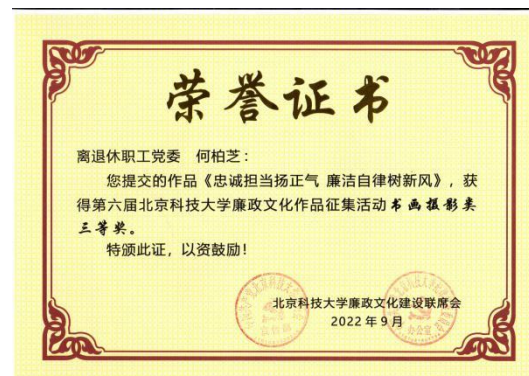 荣誉证书
离退休职工党委 何柏芝：
您提交的作品《忠诚担当扬正气 廉洁自律树新风》，获
得第六届北京科技大学廉政文化作品征集活动书画摄影类
三等奖。
特颁此证，以资鼓励！
北京科技大学廉政文化建设联席会
2022年9月
办公室